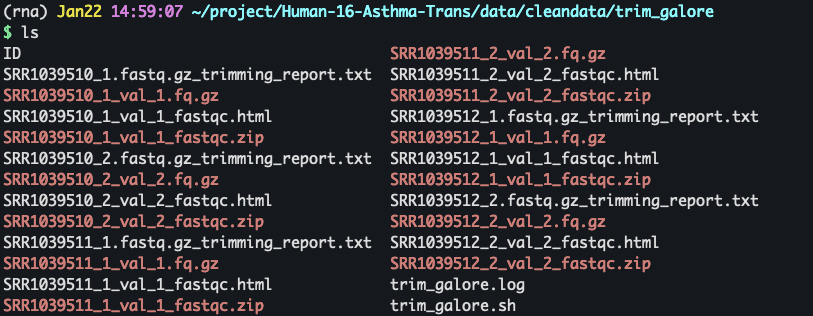 (rna) Jan22 14:59:07 ~/project/Human-16-Asthma-Trans/data/cleandata/trim_galore
$ ls
ID SRR1039511_2_val_2.fq.gz
SRR1039510_1.fastq.gz_trimming_report.txt SRR1039511_2_val_2_fastqc.html
SRR1039510_1_val_1.fq.gz SRR1039511_2_val_2_fastqc.zip
SRR1039510_1_val_1_fastqc.html SRR1039512_1.fastq.gz_trimming_report.txt
SRR1039510_1_val_1_fastqc.zip SRR1039512_1_val_1.fq.gz
SRR1039510_2.fastq.gz_trimming_report.txt SRR1039512_1_val_1_fastqc.html
SRR1039510_2_val_2.fq.gz SRR1039512_1_val_1_fastqc.zip
SRR1039510_2_val_2_fastqc.html SRR1039512_2.fastq.gz_trimming_report.txt
SRR1039510_2_val_2_fastqc.zip SRR1039512_2_val_2.fq.gz
SRR1039511_1.fastq.gz_trimming_report.txt SRR1039512_2_val_2_fastqc.html
SRR1039511_1_val_1.fq.gz SRR1039512_2_val_2_fastqc.zip
SRR1039511_1_val_1_fastqc.html trim_galore.log
SRR1039511_1_val_1_fastqc.zip trim_galore.sh